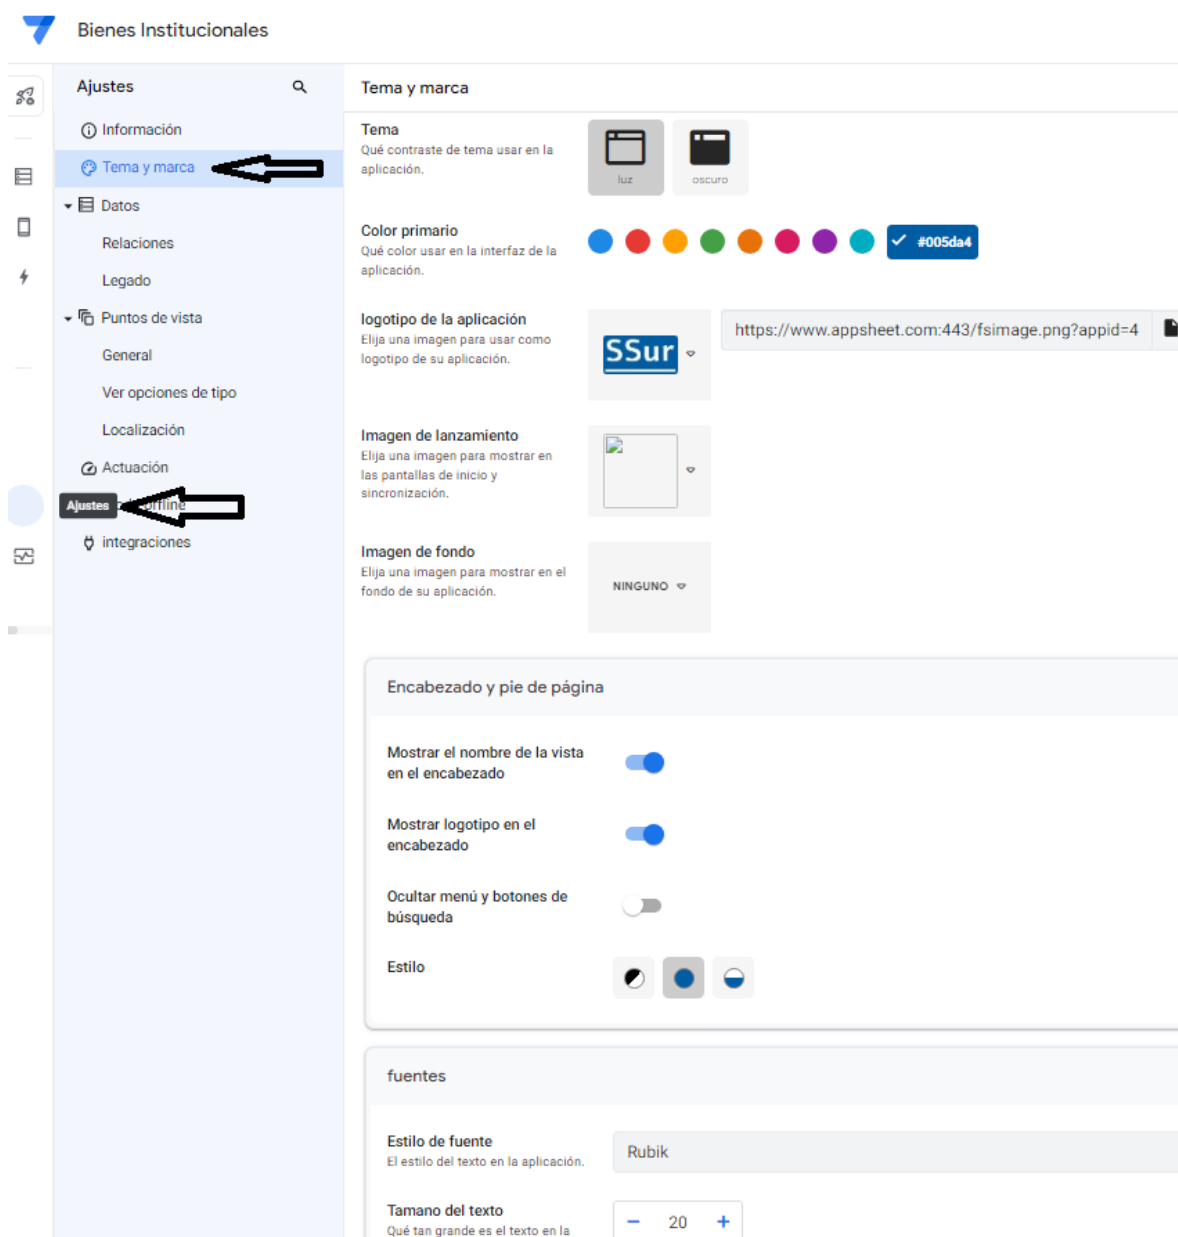 Bienes Institucionales
Ajustes
Información
Tema y marca
Datos
Relaciones
Legado
Puntos de vista
General
Ver opciones de tipo
Localización
Actuación
Ajustes
offline
integraciones
Tema y marca
Tema
Qué contraste de tema usar en la
aplicación.
luz
oscuro
Color primario
Qué color usar en la interfaz de la
aplicación.
#005da4
logotipo de la aplicación
Elija una imagen para usar como
logotipo de su aplicación.
SSur
https://www.appsheet.com:443/fsimage.png?appid=4
Imagen de lanzamiento
Elija una imagen para mostrar en
las pantallas de inicio y
sincronización.
Imagen de fondo
Elija una imagen para mostrar en el
fondo de su aplicación.
NINGUNO
Encabezado y pie de página
Mostrar el nombre de la vista
en el encabezado
Mostrar logotipo en el
encabezado
Ocultar menú y botones de
búsqueda
Estilo
fuentes
Estilo de fuente
El estilo del texto en la aplicación.
Rubik
Tamano del texto
Qué tan grande es el texto en la
− 20 +